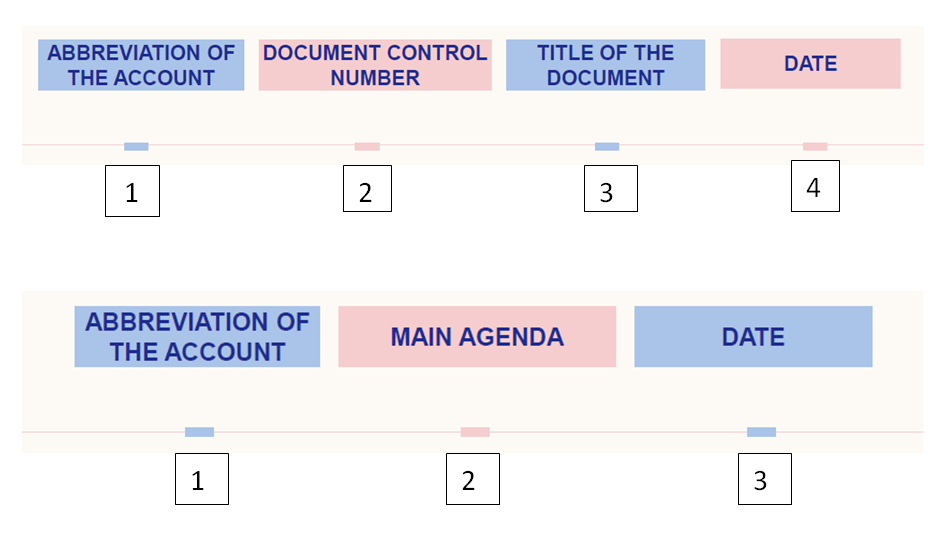 ABBREVIATION OF
THE ACCOUNT
DOCUMENT CONTROL
NUMBER
TITLE OF THE
DOCUMENT
DATE
1
2
3
4
ABBREVIATION OF
THE ACCOUNT
MAIN AGENDA
DATE
1
2
3